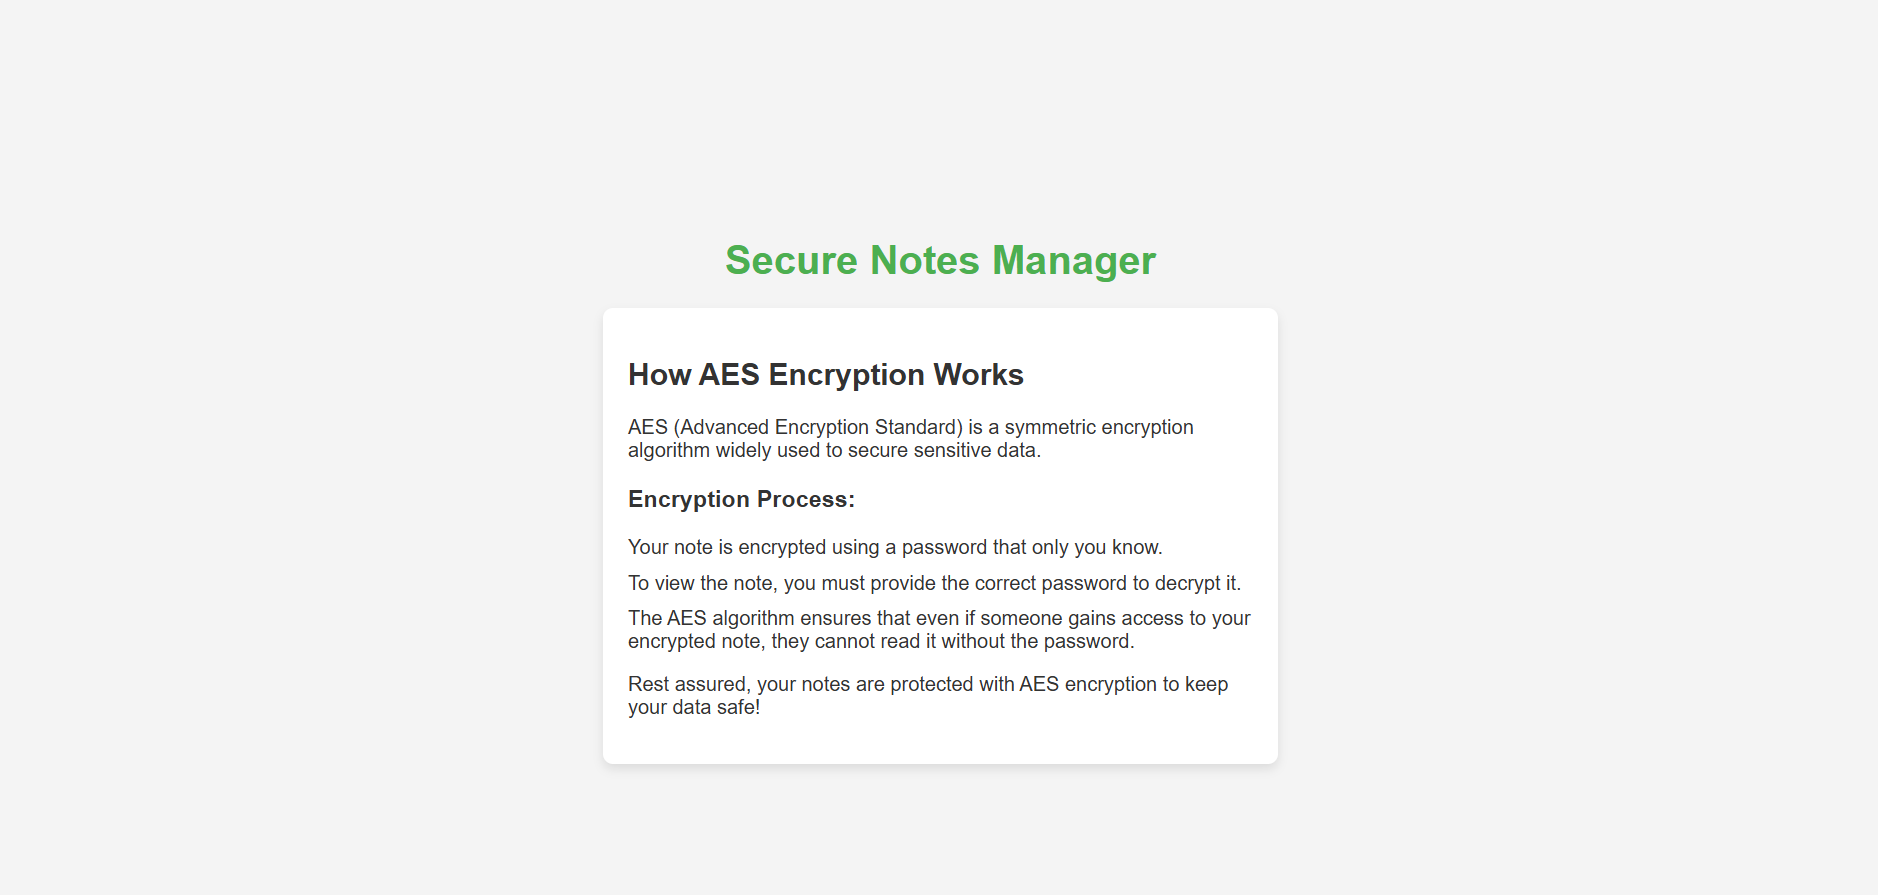 Secure Notes Manager
How AES Encryption Works
AES (Advanced Encryption Standard) is a symmetric encryption
algorithm widely used to secure sensitive data.
Encryption Process:
Your note is encrypted using a password that only you know.
To view the note, you must provide the correct password to decrypt it.
The AES algorithm ensures that even if someone gains access to your
encrypted note, they cannot read it without the password.
Rest assured, your notes are protected with AES encryption to keep
your data safe!